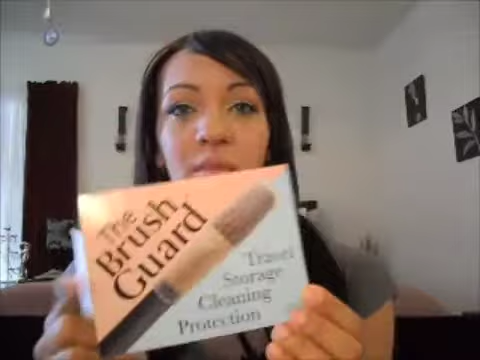 The
Brush
Guard
Travel
Storage
Cleaning
Protection